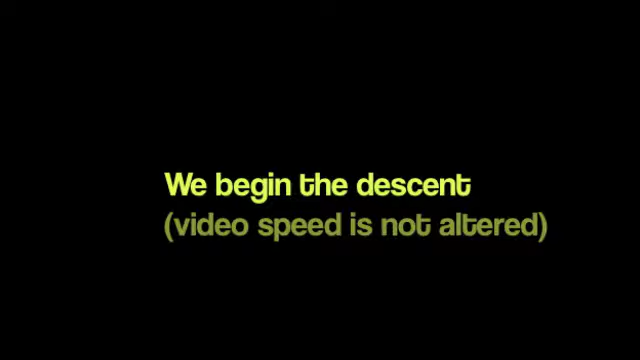 We begin the descent
(video speed is not altered)